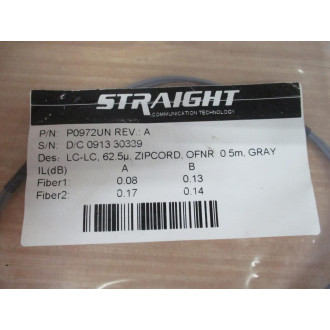 STRAIGHT
COMMUNICATION TECHNOLOGY
P/N: P0972UN REV.: A
S/N: D/C 0913 30339
Des: LC-LC, 62.5µ, ZIPCORD, OFNR 0.5m, GRAY
IL(dB) A B
Fiber1: 0.08 0.13
Fiber2: 0.17 0.14